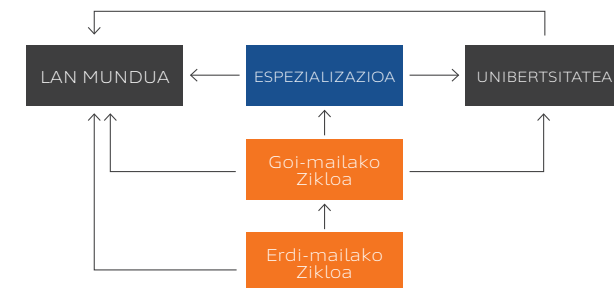 LAN MUNDUA
ESPEZIALIZAZIOA
UNIBERTSITATEA
Goi-mailako
Zikloa
Erdi-mailako
Zikloa